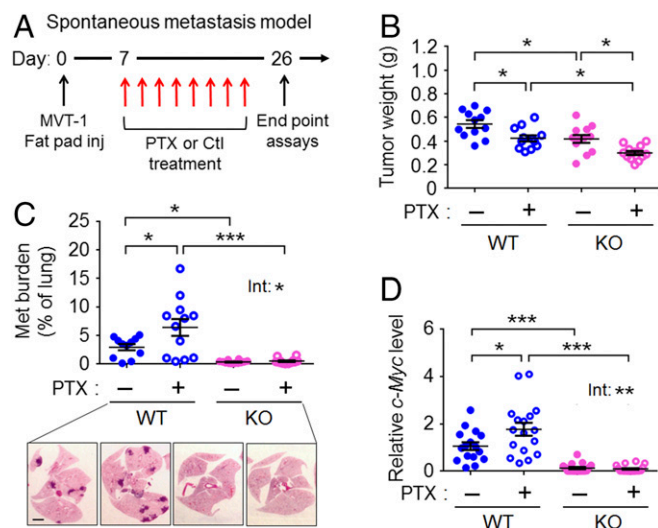 A Spontaneous metastasis model
Day: 0 7 26
MVT-1
Fat pad inj
PTX or Ctl
treatment
End point
assays
B
Tumor weight (g)
1.2
1.0
0.8
0.6
0.4
0.2
0
* *
* *
PTX : − + − +
WT KO
C
Met burden
(% of lung)
25
20
15
10
5
0
*
* ***
Int: *
PTX : − + − +
WT KO
D
Relative c-Myc level
6
4
2
0
***
* ***
Int: **
PTX : − + − +
WT KO